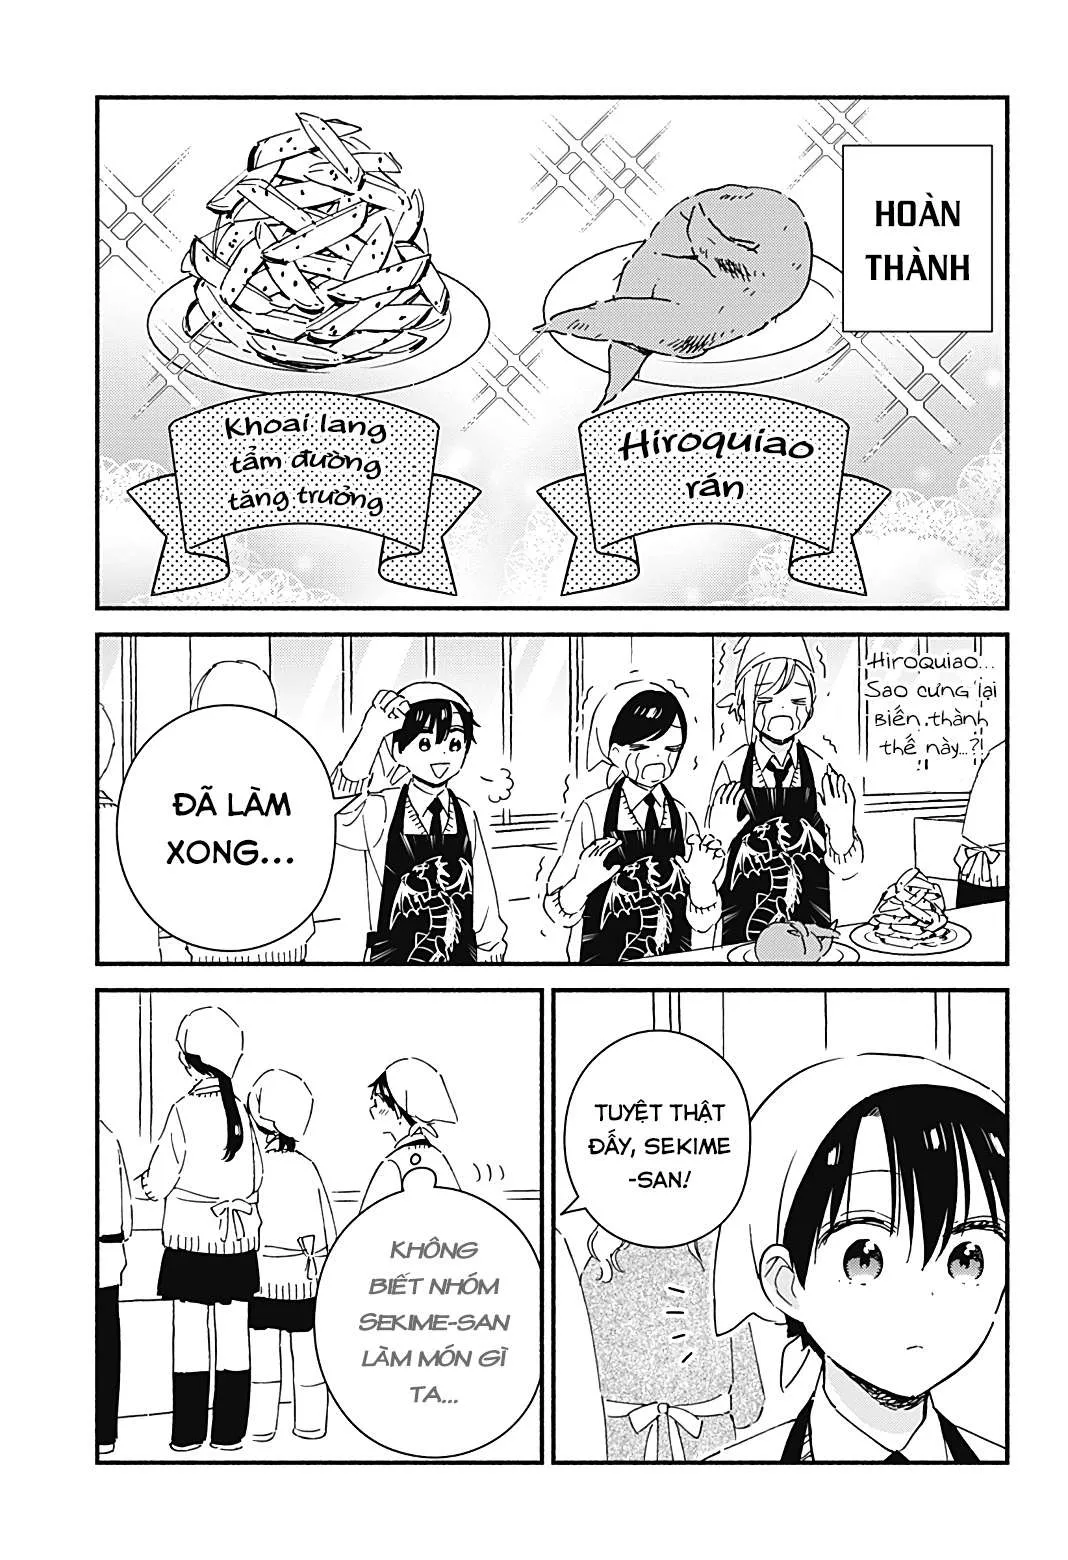 HOÀN
THÀNH
Hiroquiao
rán
Khoai lang
tẩm đường
tăng trưởng
Hiroquiao...
Sao cưng lại
biến thành
thế này...?!
ĐÃ LÀM
XONG...
TUYỆT THẬT
ĐẤY, SEKIME
-SAN!
KHÔNG
BIẾT NHÓM
SEKIME-SAN
LÀM MÓN GÌ
TA...